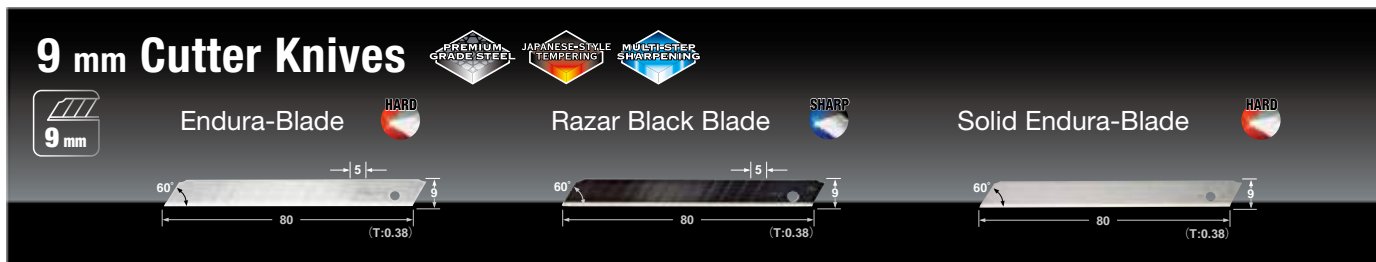 9 mm Cutter Knives
PREMIUM
GRADE STEEL
JAPANESE-STYLE
TEMPERING
MULTI-STEP
SHARPENING
9 mm
Endura-Blade
HARD
Razar Black Blade
SHARP
Solid Endura-Blade
HARD
60°
5
9
80
(T:0.38)
60°
5
9
80
(T:0.38)
60°
9
80
(T:0.38)